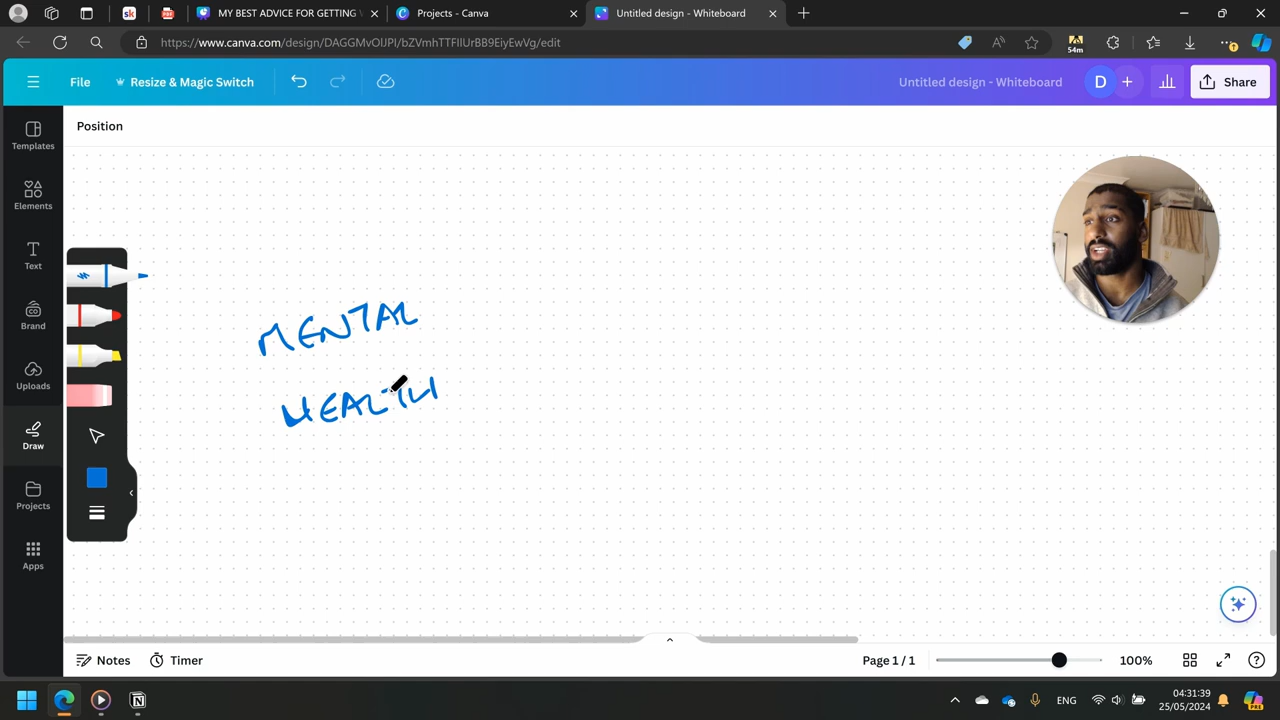 MY BEST ADVICE FOR GETTING
Projects - Canva
Untitled design - Whiteboard
https://www.canva.com/design/DAGGMvOlJPI/bZVmhTTFIlUrBB9EiyEwVg/edit
54m
File
Resize & Magic Switch
Untitled design - Whiteboard
D
Share
Position
Templates
Elements
Text
Brand
Uploads
Draw
Projects
Apps
MENTAL
HEALTH
Notes
Timer
Page 1 / 1
100%
ENG
04:31:39
25/05/2024